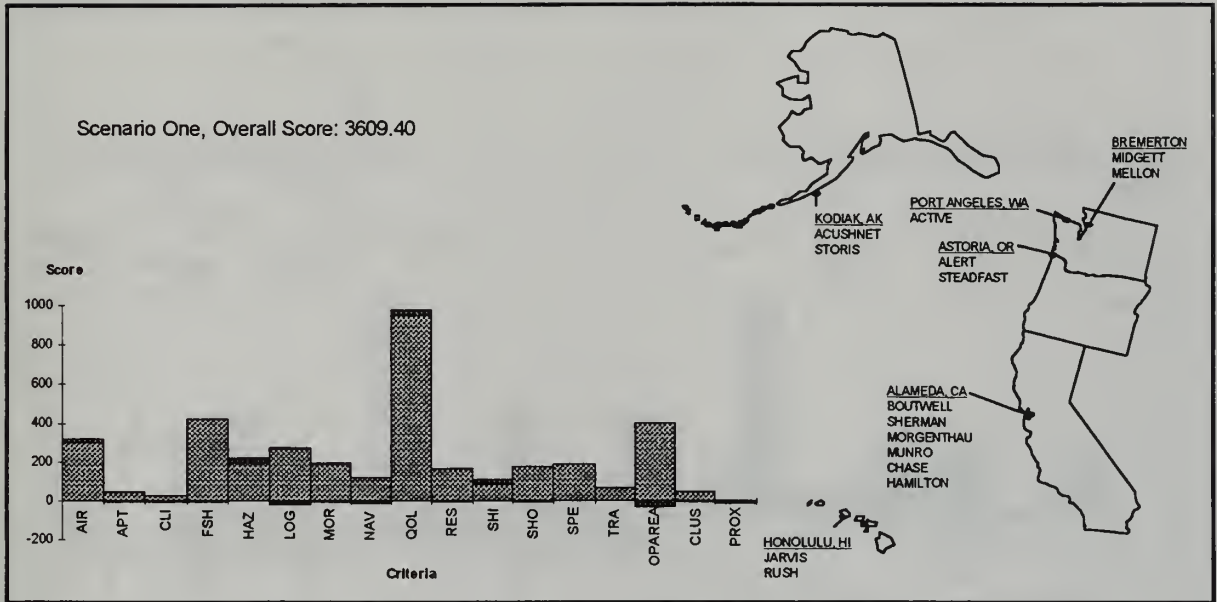 Scenario One, Overall Score: 3609.40
BREMERTON
MIDGETT
MELLON
PORT ANGELES, WA
ACTIVE
KODIAK, AK
ACUSHNET
STORIS
ASTORIA, OR
ALERT
STEADFAST
Score
1000
800
600
400
200
0
-200
AIR
APT
CLI
FSH
HAZ
LOG
MOR
NAV
QOL
RES
SHI
SHO
SPE
TRA
OPAREA
CLUS
PROX
Criteria
ALAMEDA, CA
BOUTWELL
SHERMAN
MORGENTHAU
MUNRO
CHASE
HAMILTON
HONOLULU, HI
JARVIS
RUSH